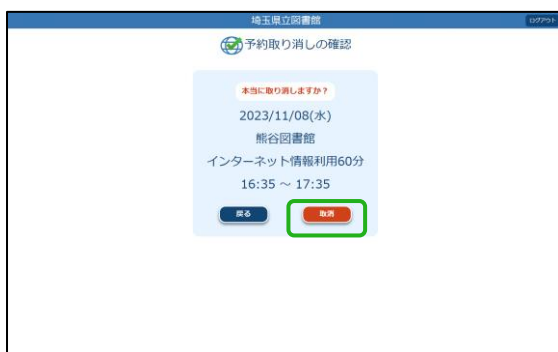 埼玉県立図書館
ログアウト
予約取り消しの確認
本当に取り消しますか？
2023/11/08(水)
熊谷図書館
インターネット情報利用60分
16:35 ～ 17:35
戻る
取消